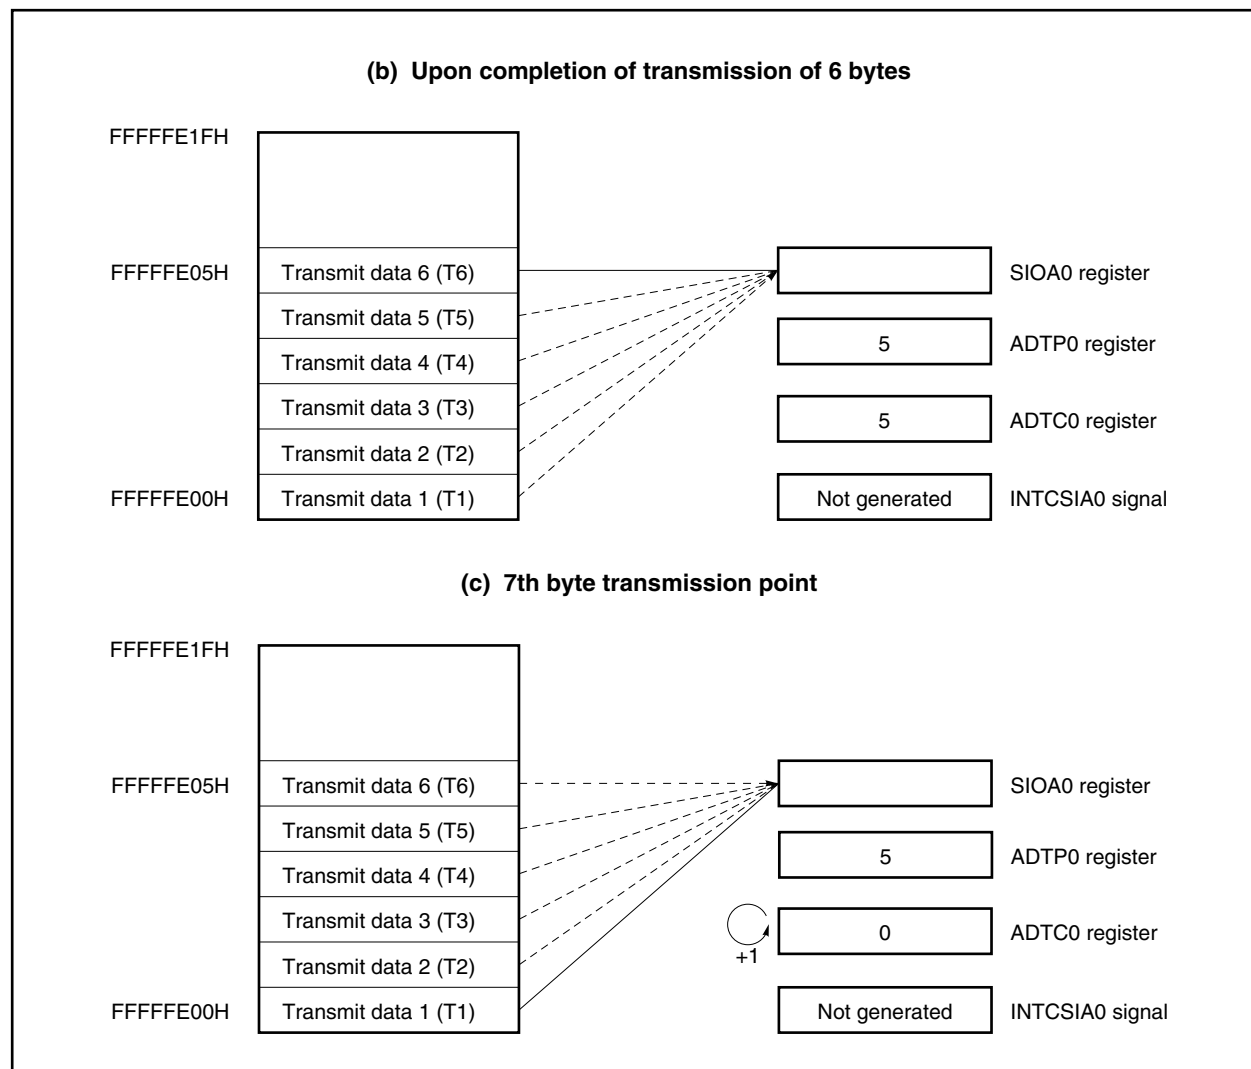 (b) Upon completion of transmission of 6 bytes
FFFFFE1FH
FFFFFE05H Transmit data 6 (T6) SIOA0 register
Transmit data 5 (T5)
5 ADTP0 register
Transmit data 4 (T4)
Transmit data 3 (T3)
5 ADTC0 register
Transmit data 2 (T2)
FFFFFE00H Transmit data 1 (T1) Not generated INTCSIA0 signal
(c) 7th byte transmission point
FFFFFE1FH
FFFFFE05H Transmit data 6 (T6) SIOA0 register
Transmit data 5 (T5)
5 ADTP0 register
Transmit data 4 (T4)
Transmit data 3 (T3)
0 ADTC0 register
+1
Transmit data 2 (T2)
FFFFFE00H Transmit data 1 (T1) Not generated INTCSIA0 signal